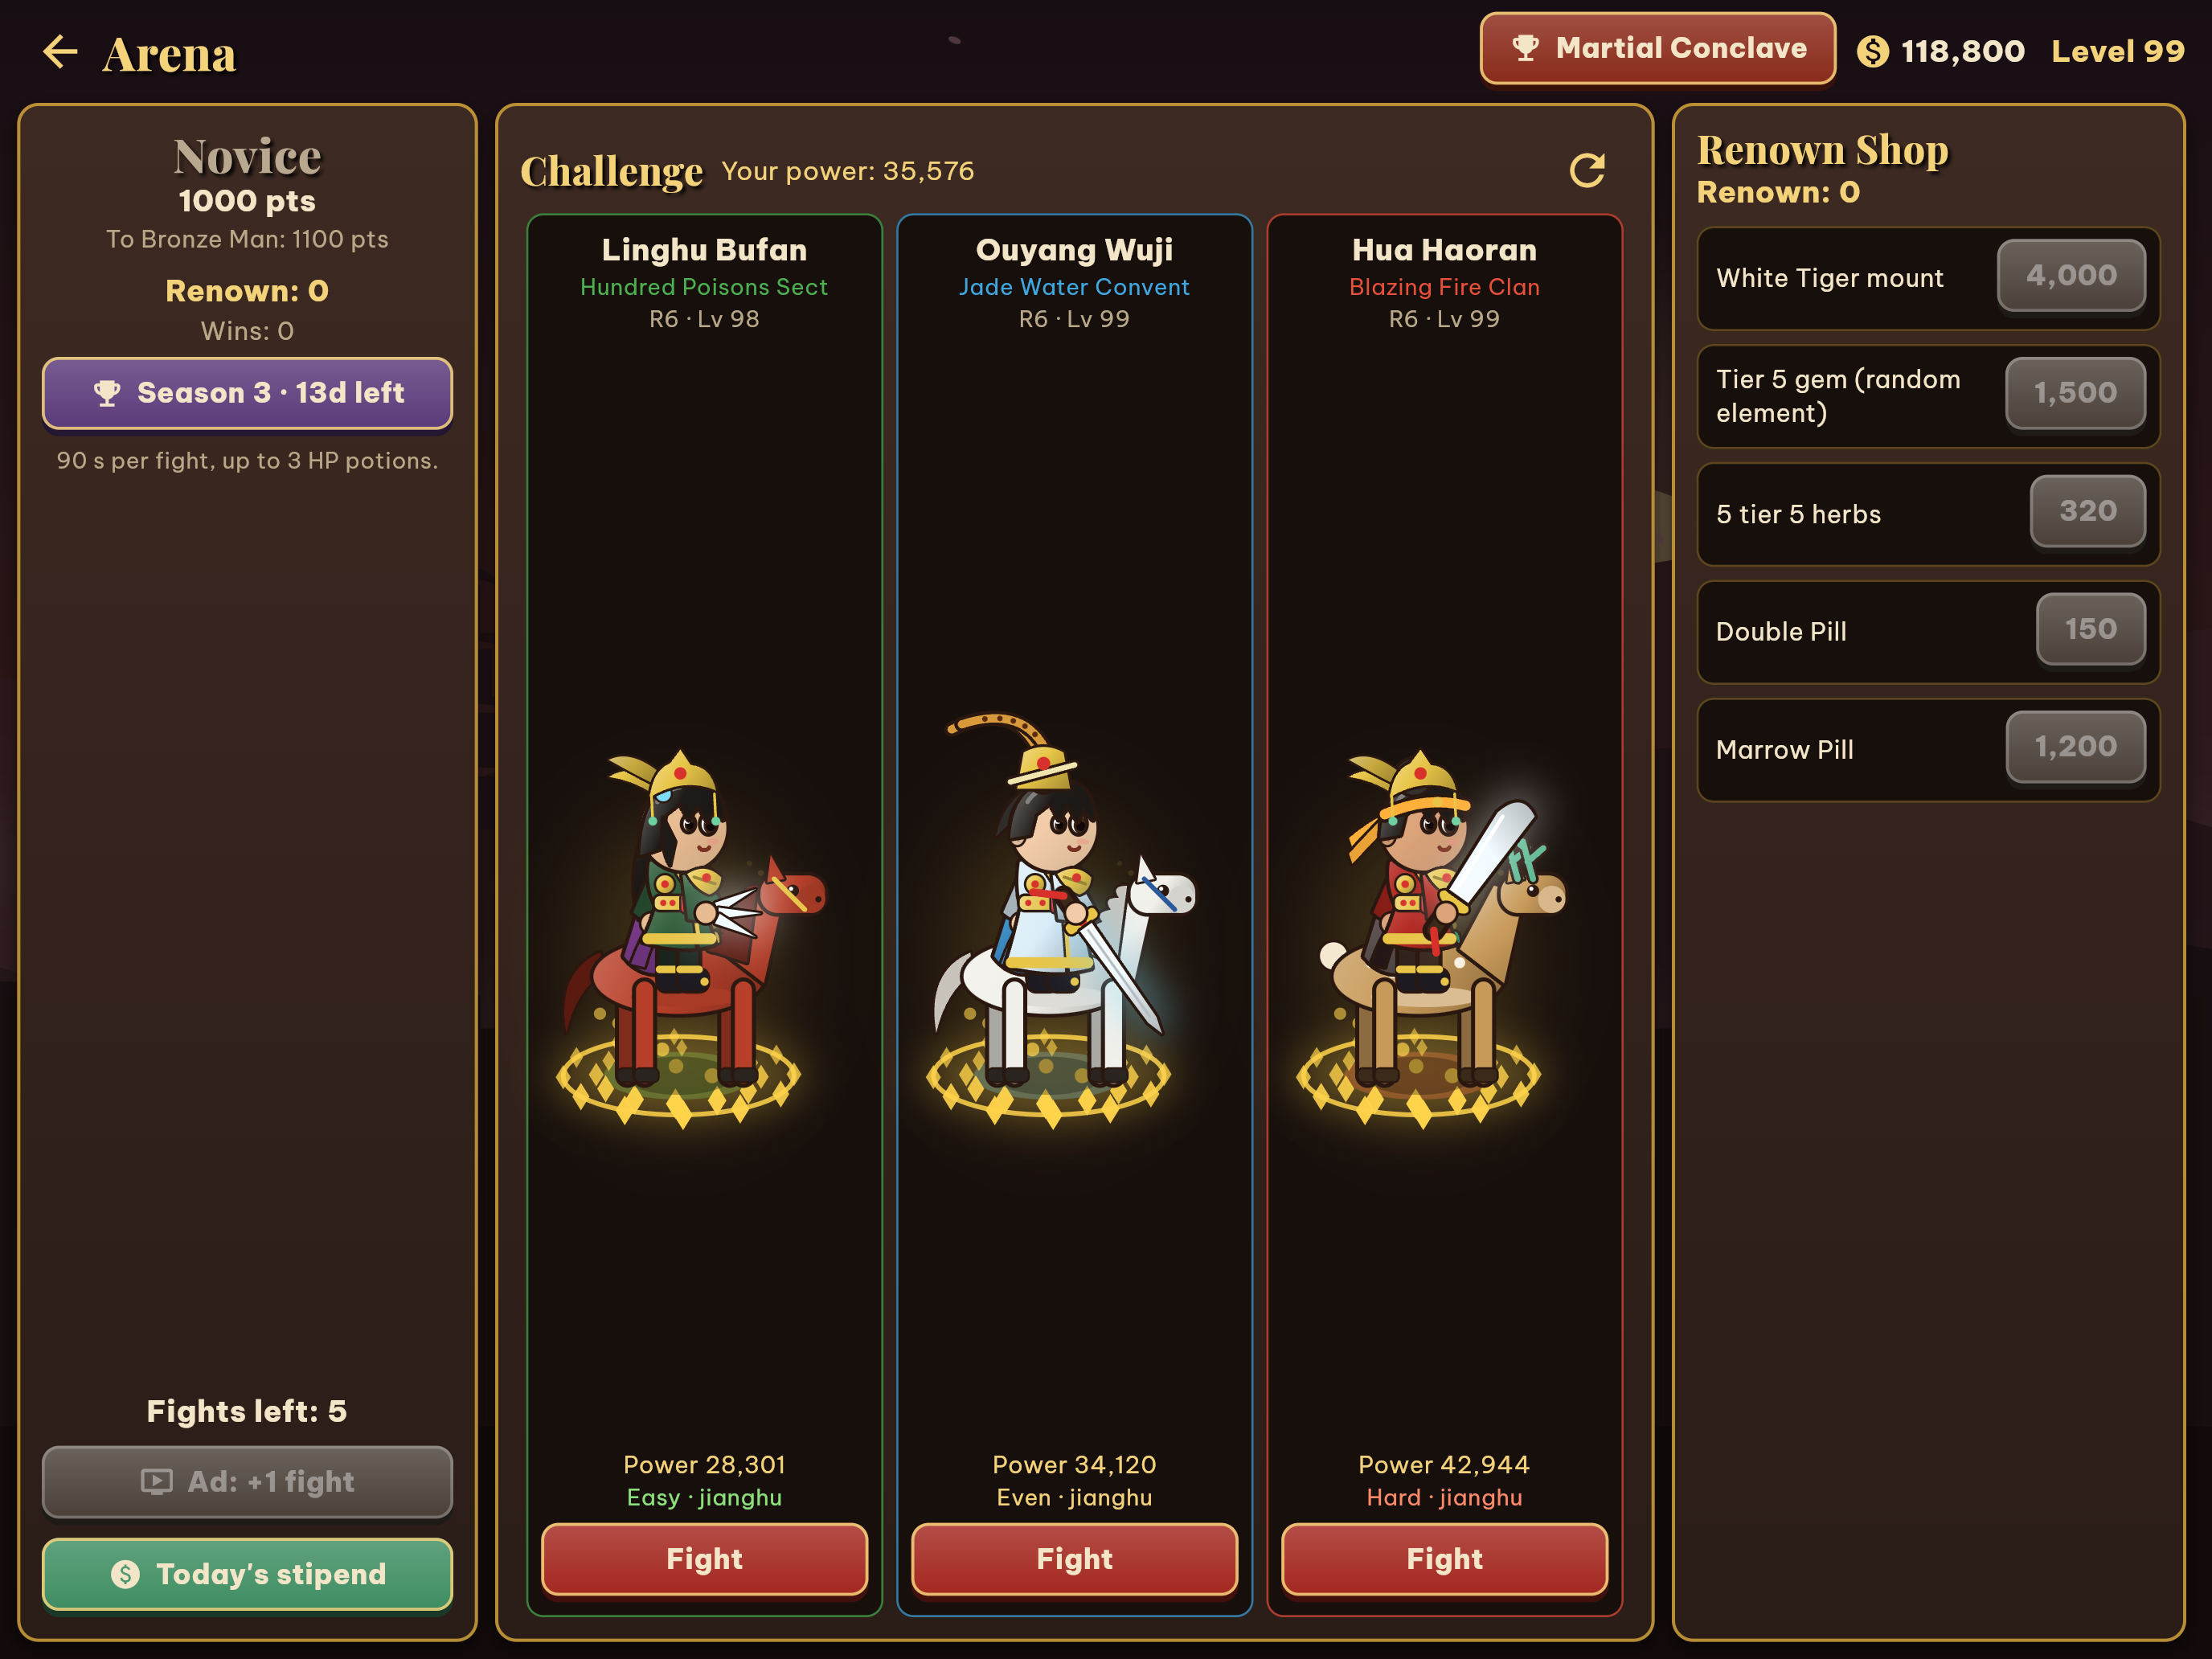 Arena
Martial Conclave
118,800
Level 99
Novice
1000 pts
To Bronze Man: 1100 pts
Renown: 0
Wins: 0
Season 3 · 13d left
90 s per fight, up to 3 HP potions.
Fights left: 5
Ad: +1 fight
Today's stipend
Challenge
Your power: 35,576
Linghu Bufan
Hundred Poisons Sect
R6 · Lv 98
Power 28,301
Easy · jianghu
Fight
Ouyang Wuji
Jade Water Convent
R6 · Lv 99
Power 34,120
Even · jianghu
Fight
Hua Haoran
Blazing Fire Clan
R6 · Lv 99
Power 42,944
Hard · jianghu
Fight
Renown Shop
Renown: 0
White Tiger mount
4,000
Tier 5 gem (random
element)
1,500
5 tier 5 herbs
320
Double Pill
150
Marrow Pill
1,200